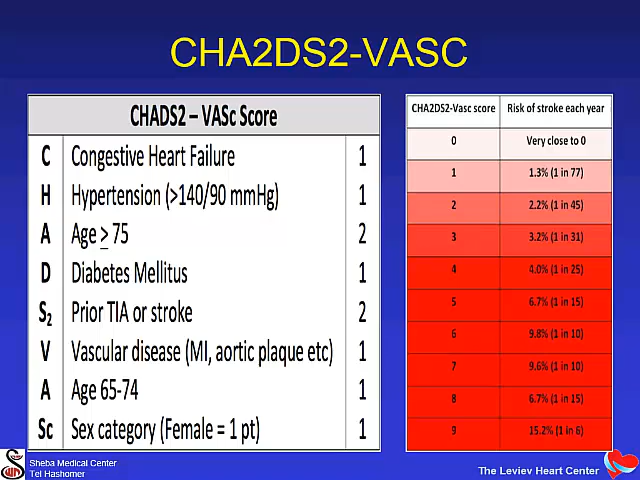 CHA2DS2-VASC
CHADS2 – VASc Score
C Congestive Heart Failure 1
H Hypertension (>140/90 mmHg) 1
A Age ≥ 75 2
D Diabetes Mellitus 1
S₂ Prior TIA or stroke 2
V Vascular disease (MI, aortic plaque etc) 1
A Age 65-74 1
Sc Sex category (Female = 1 pt) 1
CHA2DS2-Vasc score Risk of stroke each year
0 Very close to 0
1 1.3% (1 in 77)
2 2.2% (1 in 45)
3 3.2% (1 in 31)
4 4.0% (1 in 25)
5 6.7% (1 in 15)
6 9.8% (1 in 10)
7 9.6% (1 in 10)
8 6.7% (1 in 15)
9 15.2% (1 in 6)
Sheba Medical Center
Tel Hashomer
The Leviev Heart Center